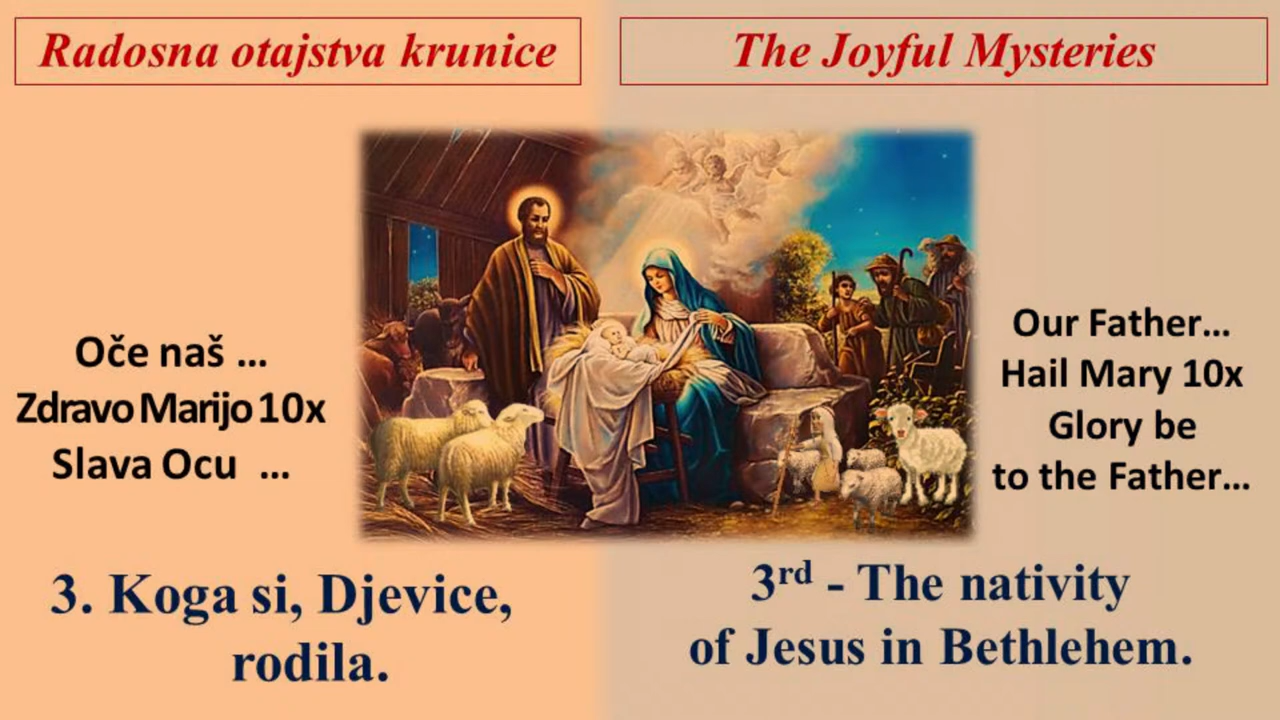 Radosna otajstva krunice
The Joyful Mysteries
Oče naš ...
Zdravo Marijo 10x
Slava Ocu ...
Our Father...
Hail Mary 10x
Glory be
to the Father...
3. Koga si, Djevice,
rodila.
3rd - The nativity
of Jesus in Bethlehem.